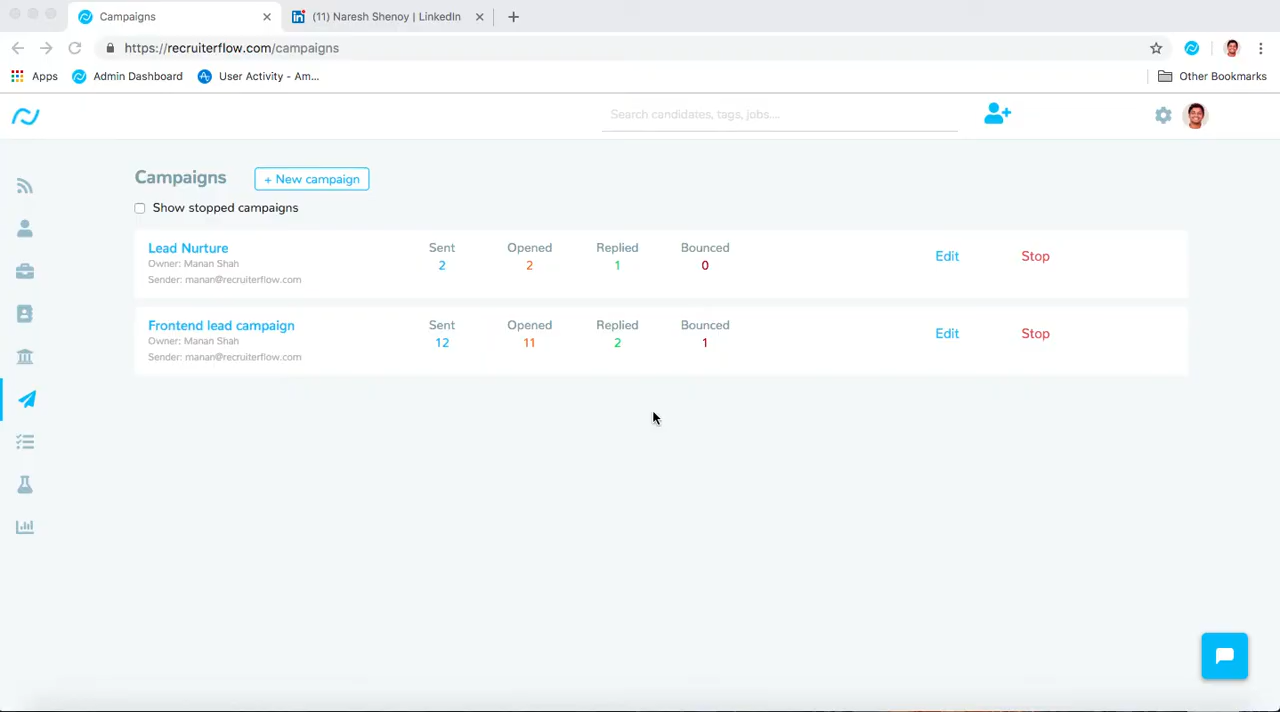 Campaigns
(11) Naresh Shenoy | LinkedIn
https://recruiterflow.com/campaigns
Apps
Admin Dashboard
User Activity - Am...
Other Bookmarks
Search candidates, tags, jobs....
Campaigns
+ New campaign
Show stopped campaigns
Lead Nurture
Owner: Manan Shah
Sender: manan@recruiterflow.com
Sent
2
Opened
2
Replied
1
Bounced
0
Edit
Stop
Frontend lead campaign
Owner: Manan Shah
Sender: manan@recruiterflow.com
Sent
12
Opened
11
Replied
2
Bounced
1
Edit
Stop